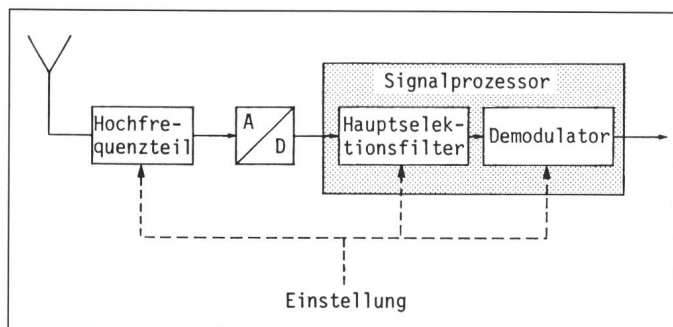 Signalprozessor
Hochfre-
quenzteil
A
D
Hauptselek-
tionsfilter
Demodulator
Einstellung